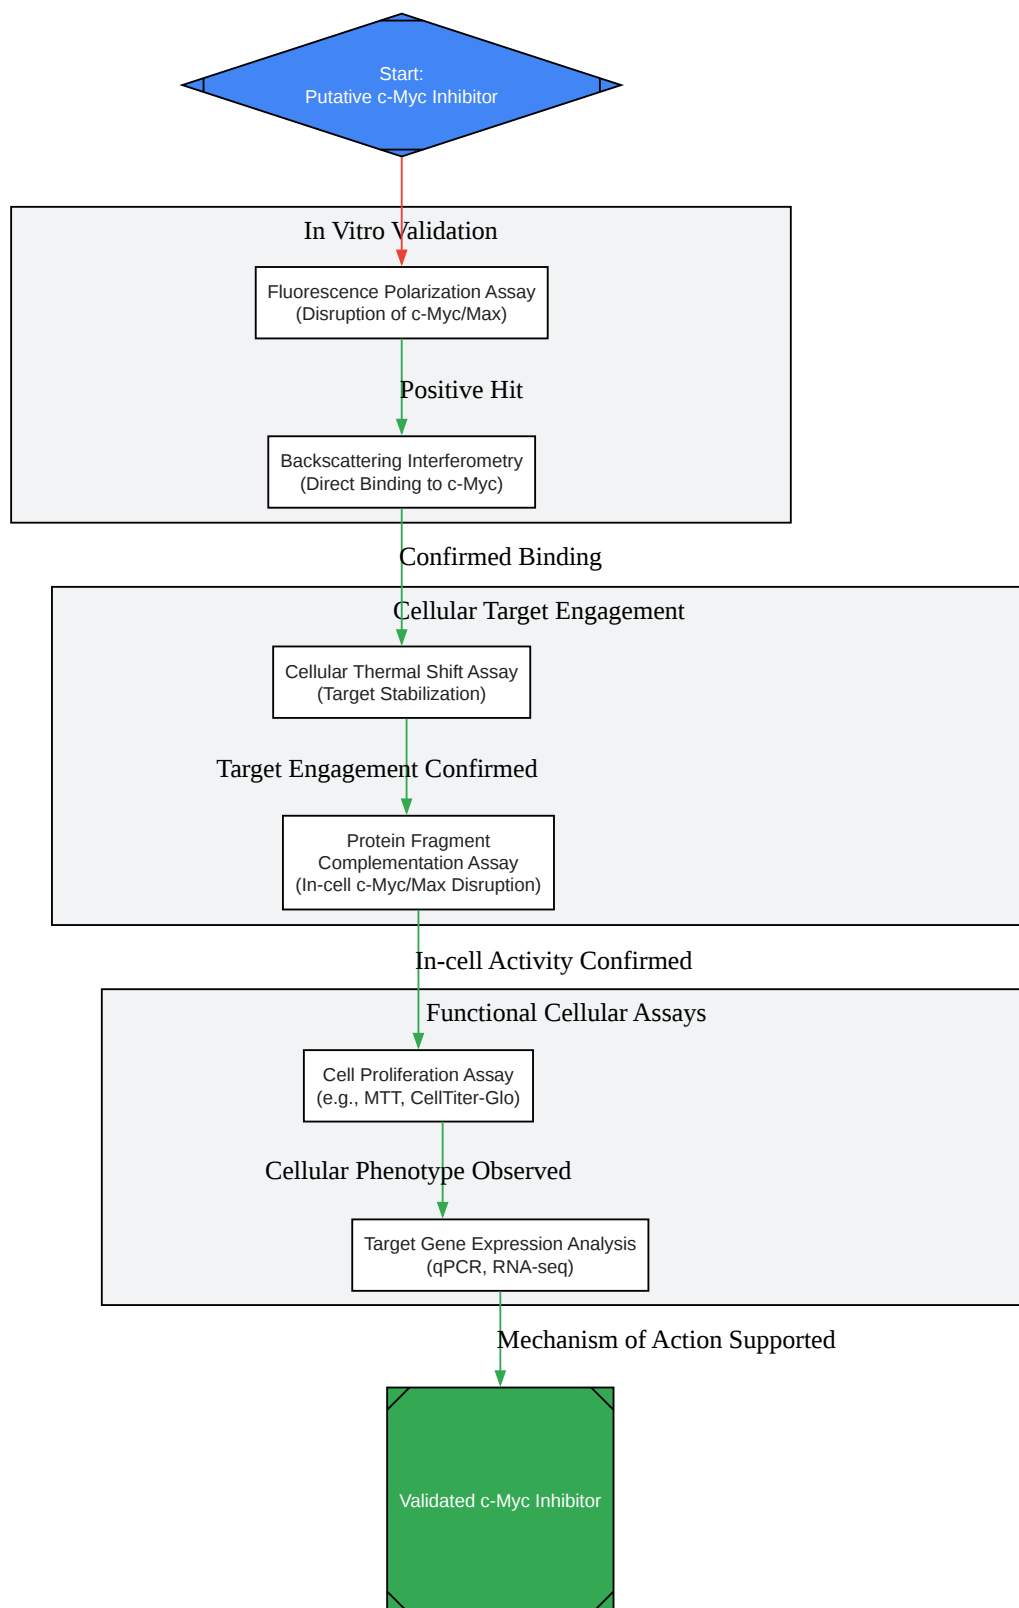 Start:
Putative c-Myc Inhibitor
In Vitro Validation
Fluorescence Polarization Assay
(Disruption of c-Myc/Max)
Positive Hit
Backscattering Interferometry
(Direct Binding to c-Myc)
Confirmed Binding
Cellular Target Engagement
Cellular Thermal Shift Assay
(Target Stabilization)
Target Engagement Confirmed
Protein Fragment
Complementation Assay
(In-cell c-Myc/Max Disruption)
In-cell Activity Confirmed
Functional Cellular Assays
Cell Proliferation Assay
(e.g., MTT, CellTiter-Glo)
Cellular Phenotype Observed
Target Gene Expression Analysis
(qPCR, RNA-seq)
Mechanism of Action Supported
Validated c-Myc Inhibitor